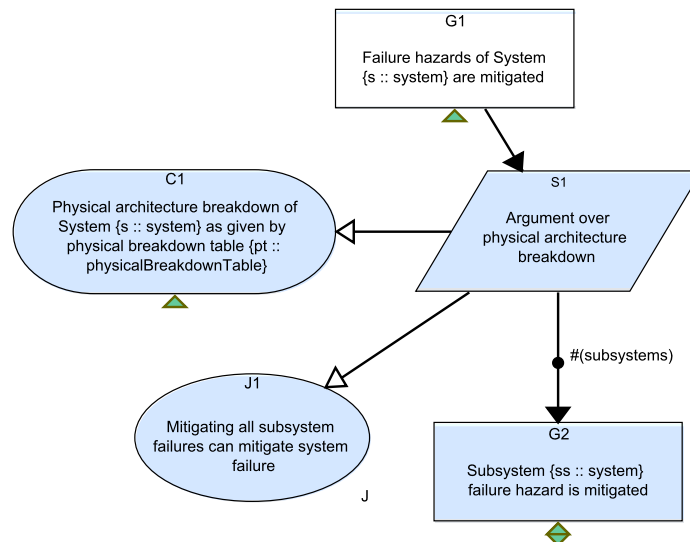 G1
Failure hazards of System
{s :: system} are mitigated
C1
Physical architecture breakdown of
System {s :: system} as given by
physical breakdown table {pt ::
physicalBreakdownTable}
S1
Argument over
physical architecture
breakdown
#(subsystems)
J1
Mitigating all subsystem
failures can mitigate system
failure
J
G2
Subsystem {ss :: system}
failure hazard is mitigated